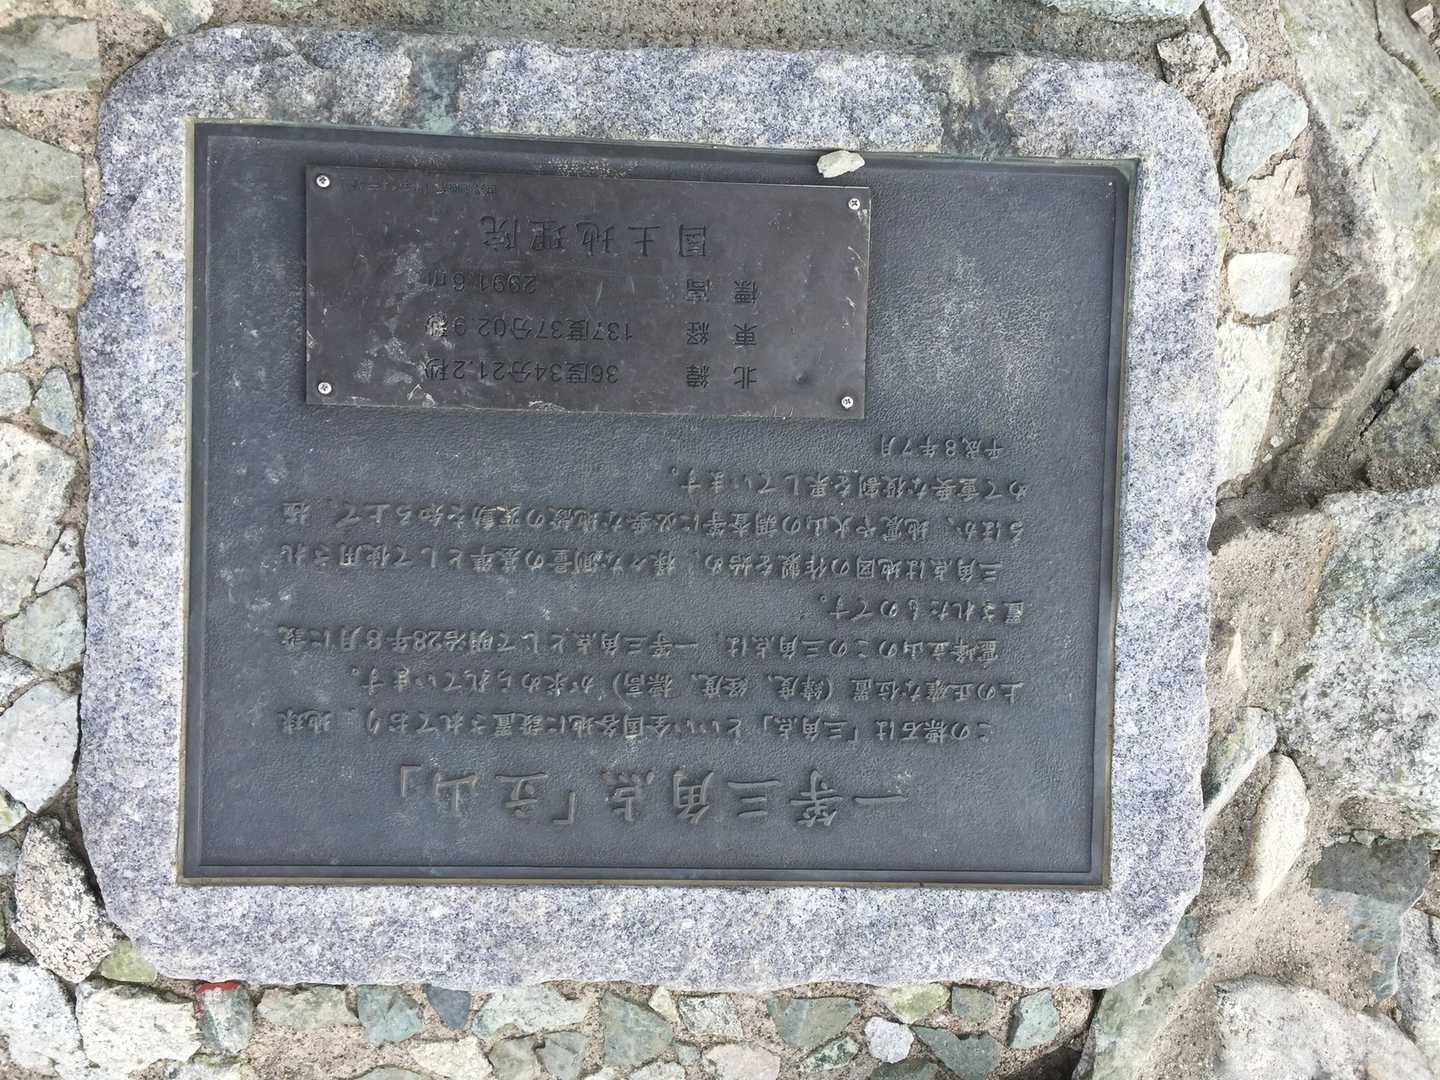 一等三角点「立山」
この標石は「三角点」といい全国各地に設置されており、地球
上の正確な位置（緯度、経度、標高）が求められています。
霊峰立山のこの三角点は、一等三角点として明治28年8月に設
置されたものです。
三角点は地図の作製を始め、様々な測量の基準として使用され
るほか、地震や火山の調査等に必要な地殻の変動を知る上で、極
めて重要な役割を果しています。
平成8年7月
北緯 36度34分21.2秒
東経 137度37分02.9秒
標高 2991.6m
国土地理院